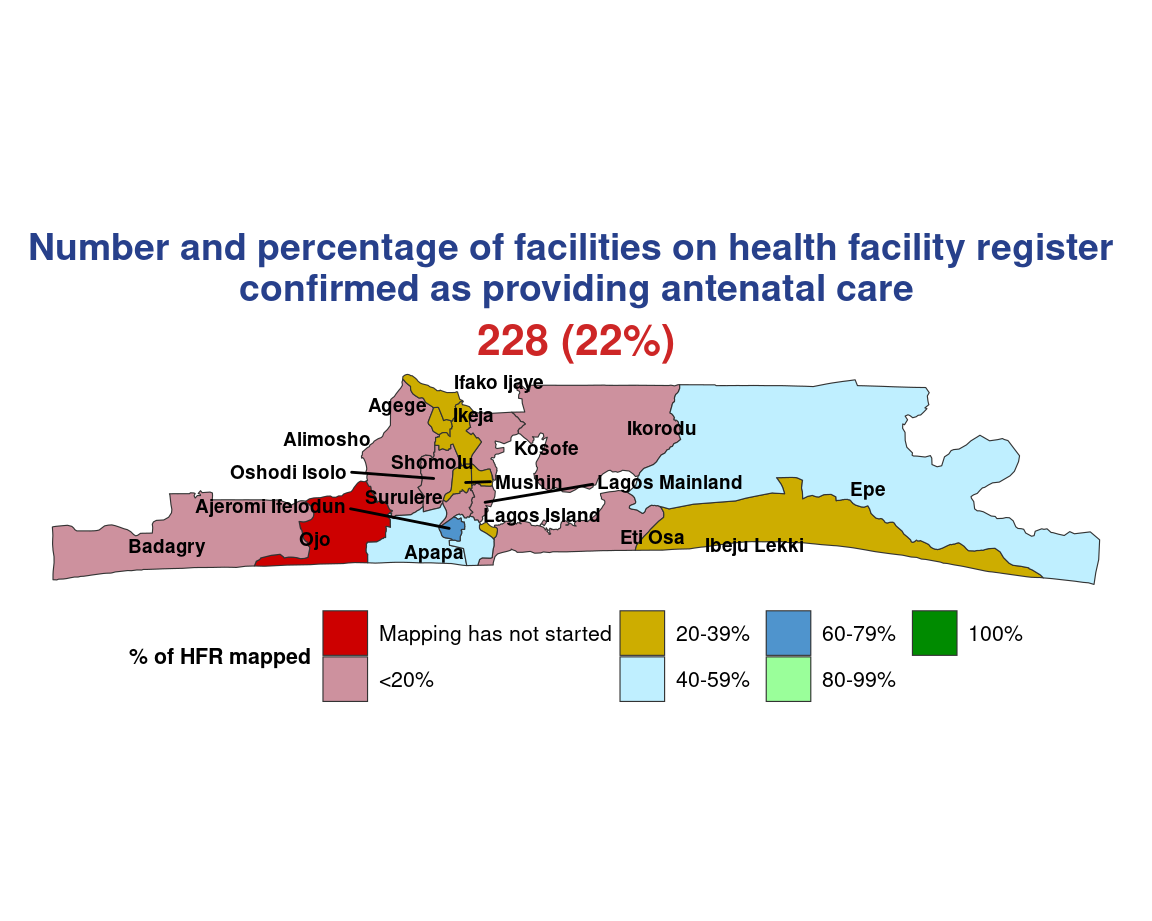 Number and percentage of facilities on health facility register
confirmed as providing antenatal care
228 (22%)
Ifako Ijaye
Agege
Ikeja
Ikorodu
Alimosho
Kosofe
Shomolu
Oshodi Isolo
Mushin
Lagos Mainland
Epe
Surulere
Ajeromi Ifelodun
Lagos Island
Ojo
Eti Osa
Badagry
Ibeju Lekki
Apapa
% of HFR mapped
Mapping has not started
<20%
20-39%
40-59%
60-79%
80-99%
100%